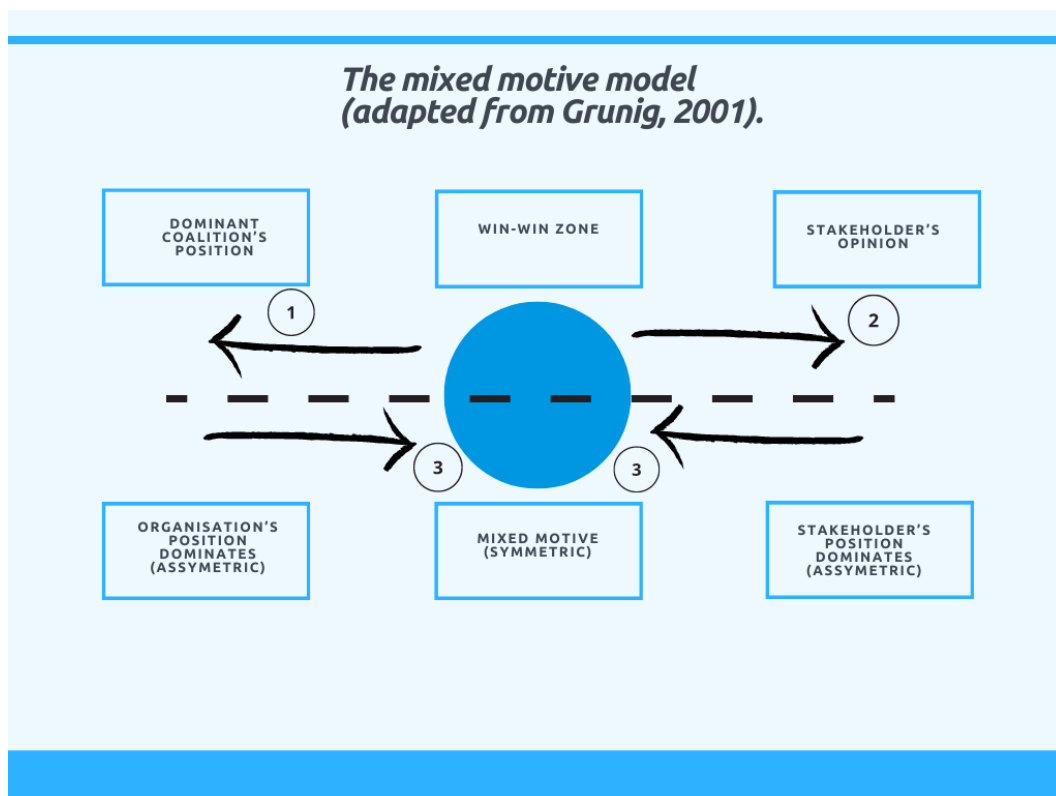 The mixed motive model
(adapted from Grunig, 2001).
DOMINANT
COALITION'S
POSITION
WIN-WIN ZONE
STAKEHOLDER'S
OPINION
1
2
3
3
ORGANISATION'S
POSITION
DOMINATES
(ASSYMETRIC)
MIXED MOTIVE
(SYMMETRIC)
STAKEHOLDER'S
POSITION
DOMINATES
(ASSYMETRIC)